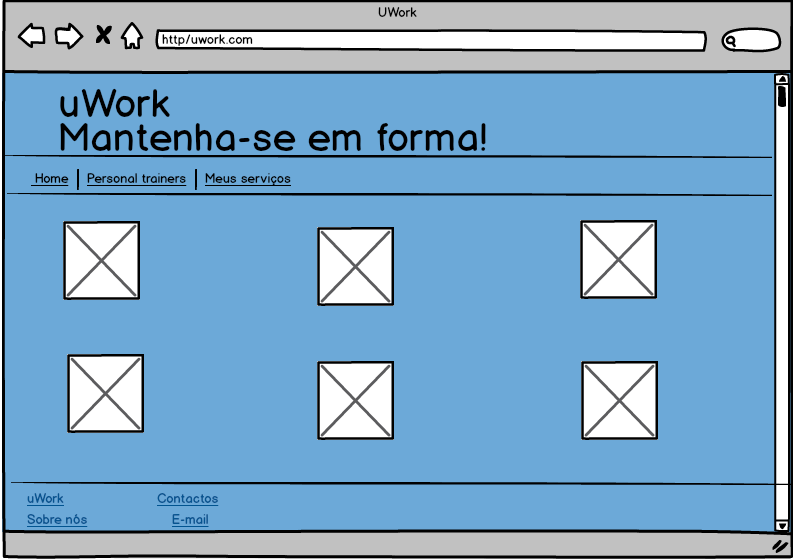 UWork
http/uwork.com
uWork
Mantenha-se em forma!
Home Personal trainers Meus serviços
uWork Contactos
Sobre nós E-mail